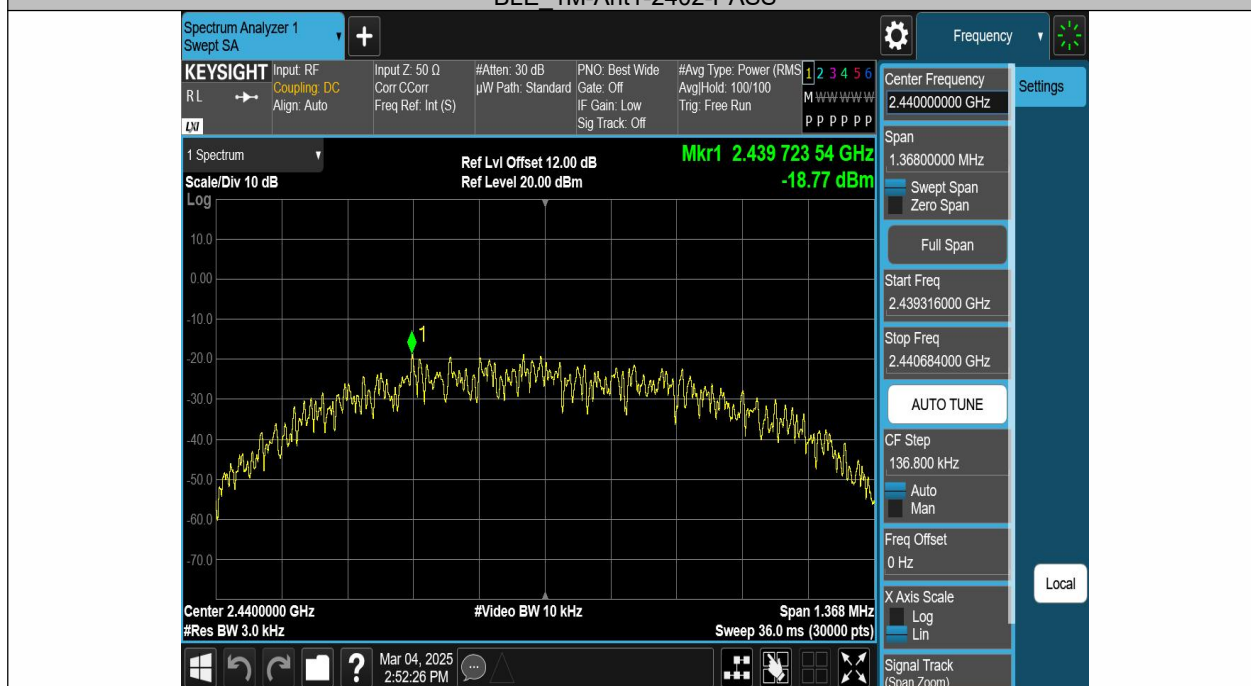 BLE_1M-Ant1-2402-PASS
Spectrum Analyzer 1
Swept SA
Frequency
KEYSIGHT
RL
LXI
Input: RF
Coupling: DC
Align: Auto
Input Z: 50 Ω
Corr CCorr
Freq Ref: Int (S)
#Atten: 30 dB
µW Path: Standard
PNO: Best Wide
Gate: Off
IF Gain: Low
Sig Track: Off
#Avg Type: Power (RMS
Avg|Hold: 100/100
Trig: Free Run
1 2 3 4 5 6
M W W W W W
P P P P P P
1 Spectrum
Scale/Div 10 dB
Log
Ref Lvl Offset 12.00 dB
Ref Level 20.00 dBm
Mkr1 2.439 723 54 GHz
-18.77 dBm
10.0
0.00
-10.0
-20.0
-30.0
-40.0
-50.0
-60.0
-70.0
1
Center 2.4400000 GHz
#Res BW 3.0 kHz
#Video BW 10 kHz
Span 1.368 MHz
Sweep 36.0 ms (30000 pts)
Mar 04, 2025
2:52:26 PM
Center Frequency
2.440000000 GHz
Span
1.36800000 MHz
Swept Span
Zero Span
Full Span
Start Freq
2.439316000 GHz
Stop Freq
2.440684000 GHz
AUTO TUNE
CF Step
136.800 kHz
Auto
Man
Freq Offset
0 Hz
X Axis Scale
Log
Lin
Signal Track
(Span Zoom)
Settings
Local